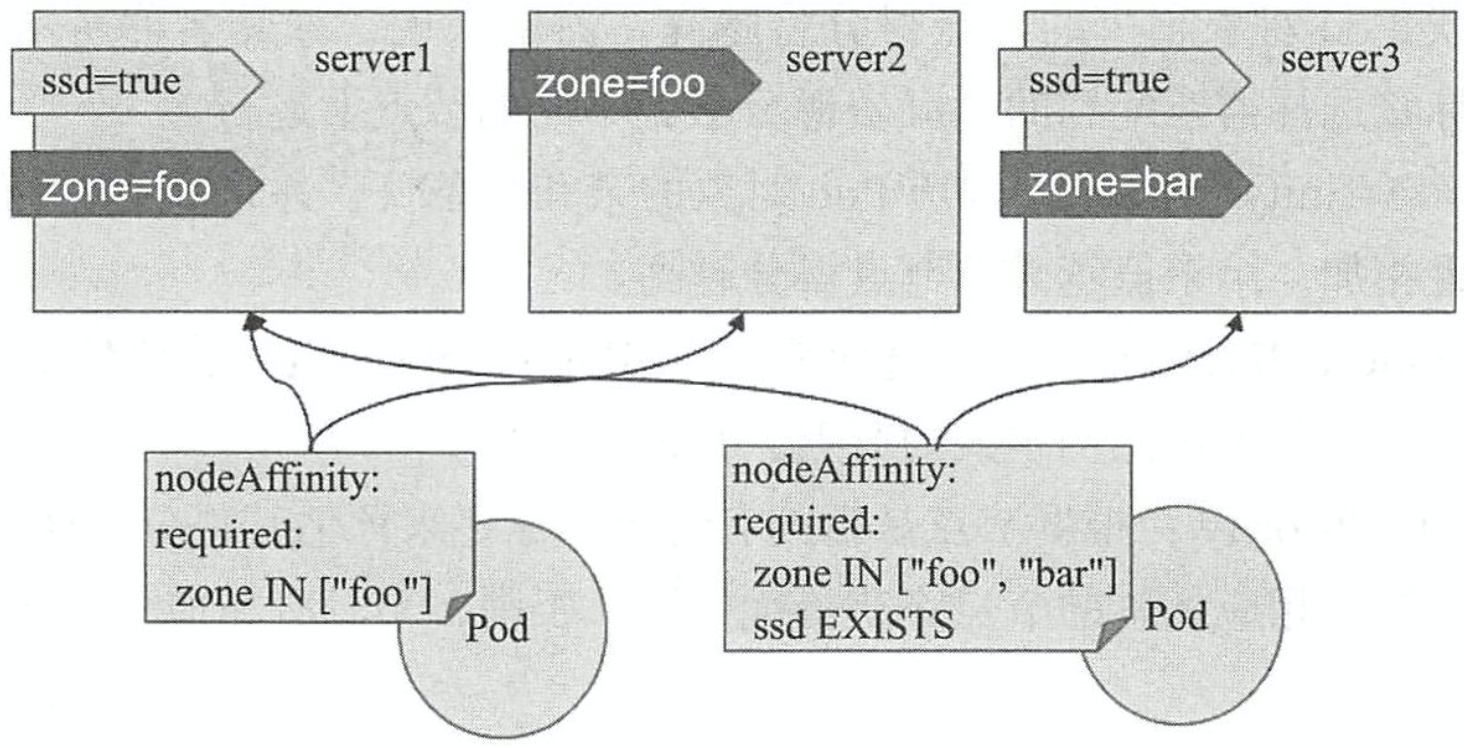 server1
ssd=true
zone=foo
server2
zone=foo
server3
ssd=true
zone=bar
nodeAffinity:
required:
zone IN ["foo"]
Pod
nodeAffinity:
required:
zone IN ["foo", "bar"]
ssd EXISTS
Pod